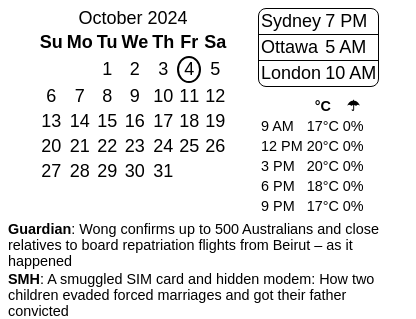 October 2024
Su Mo Tu We Th Fr Sa
1 2 3 4 5
6 7 8 9 10 11 12
13 14 15 16 17 18 19
20 21 22 23 24 25 26
27 28 29 30 31
Sydney 7 PM
Ottawa 5 AM
London 10 AM
°C ☂
9 AM 17°C 0%
12 PM 20°C 0%
3 PM 20°C 0%
6 PM 18°C 0%
9 PM 17°C 0%
Guardian: Wong confirms up to 500 Australians and close
relatives to board repatriation flights from Beirut – as it
happened
SMH: A smuggled SIM card and hidden modem: How two
children evaded forced marriages and got their father
convicted